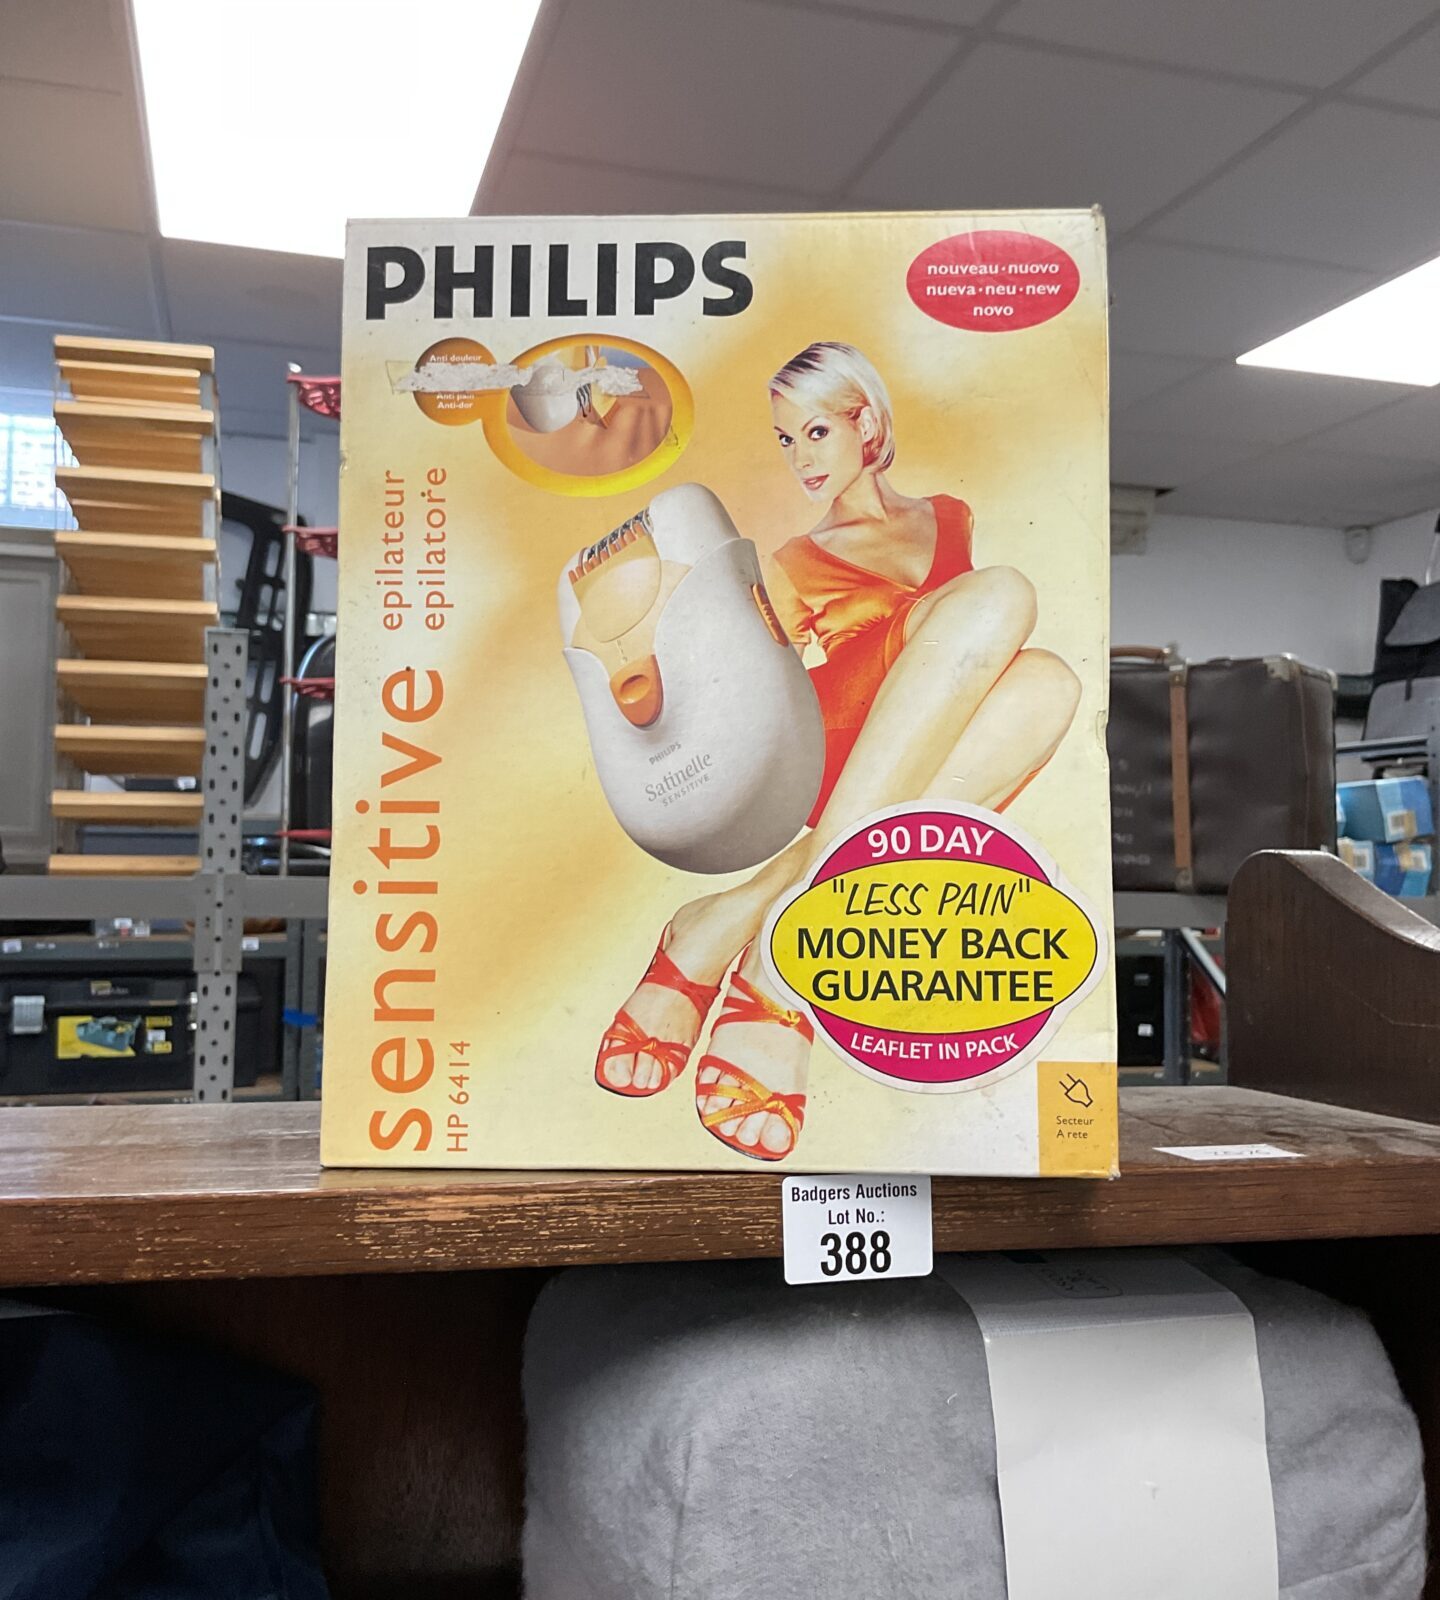 PHILIPS
nouveau · nuovo
nueva · neu · new
novo
Anti douleur
Anti pain
Anti-dor
epilateur
epilatore
sensitive
HP 6414
PHILIPS
Satinelle
SENSITIVE
90 DAY
"LESS PAIN"
MONEY BACK
GUARANTEE
LEAFLET IN PACK
Secteur
A rete
Badgers Auctions
Lot No.:
388